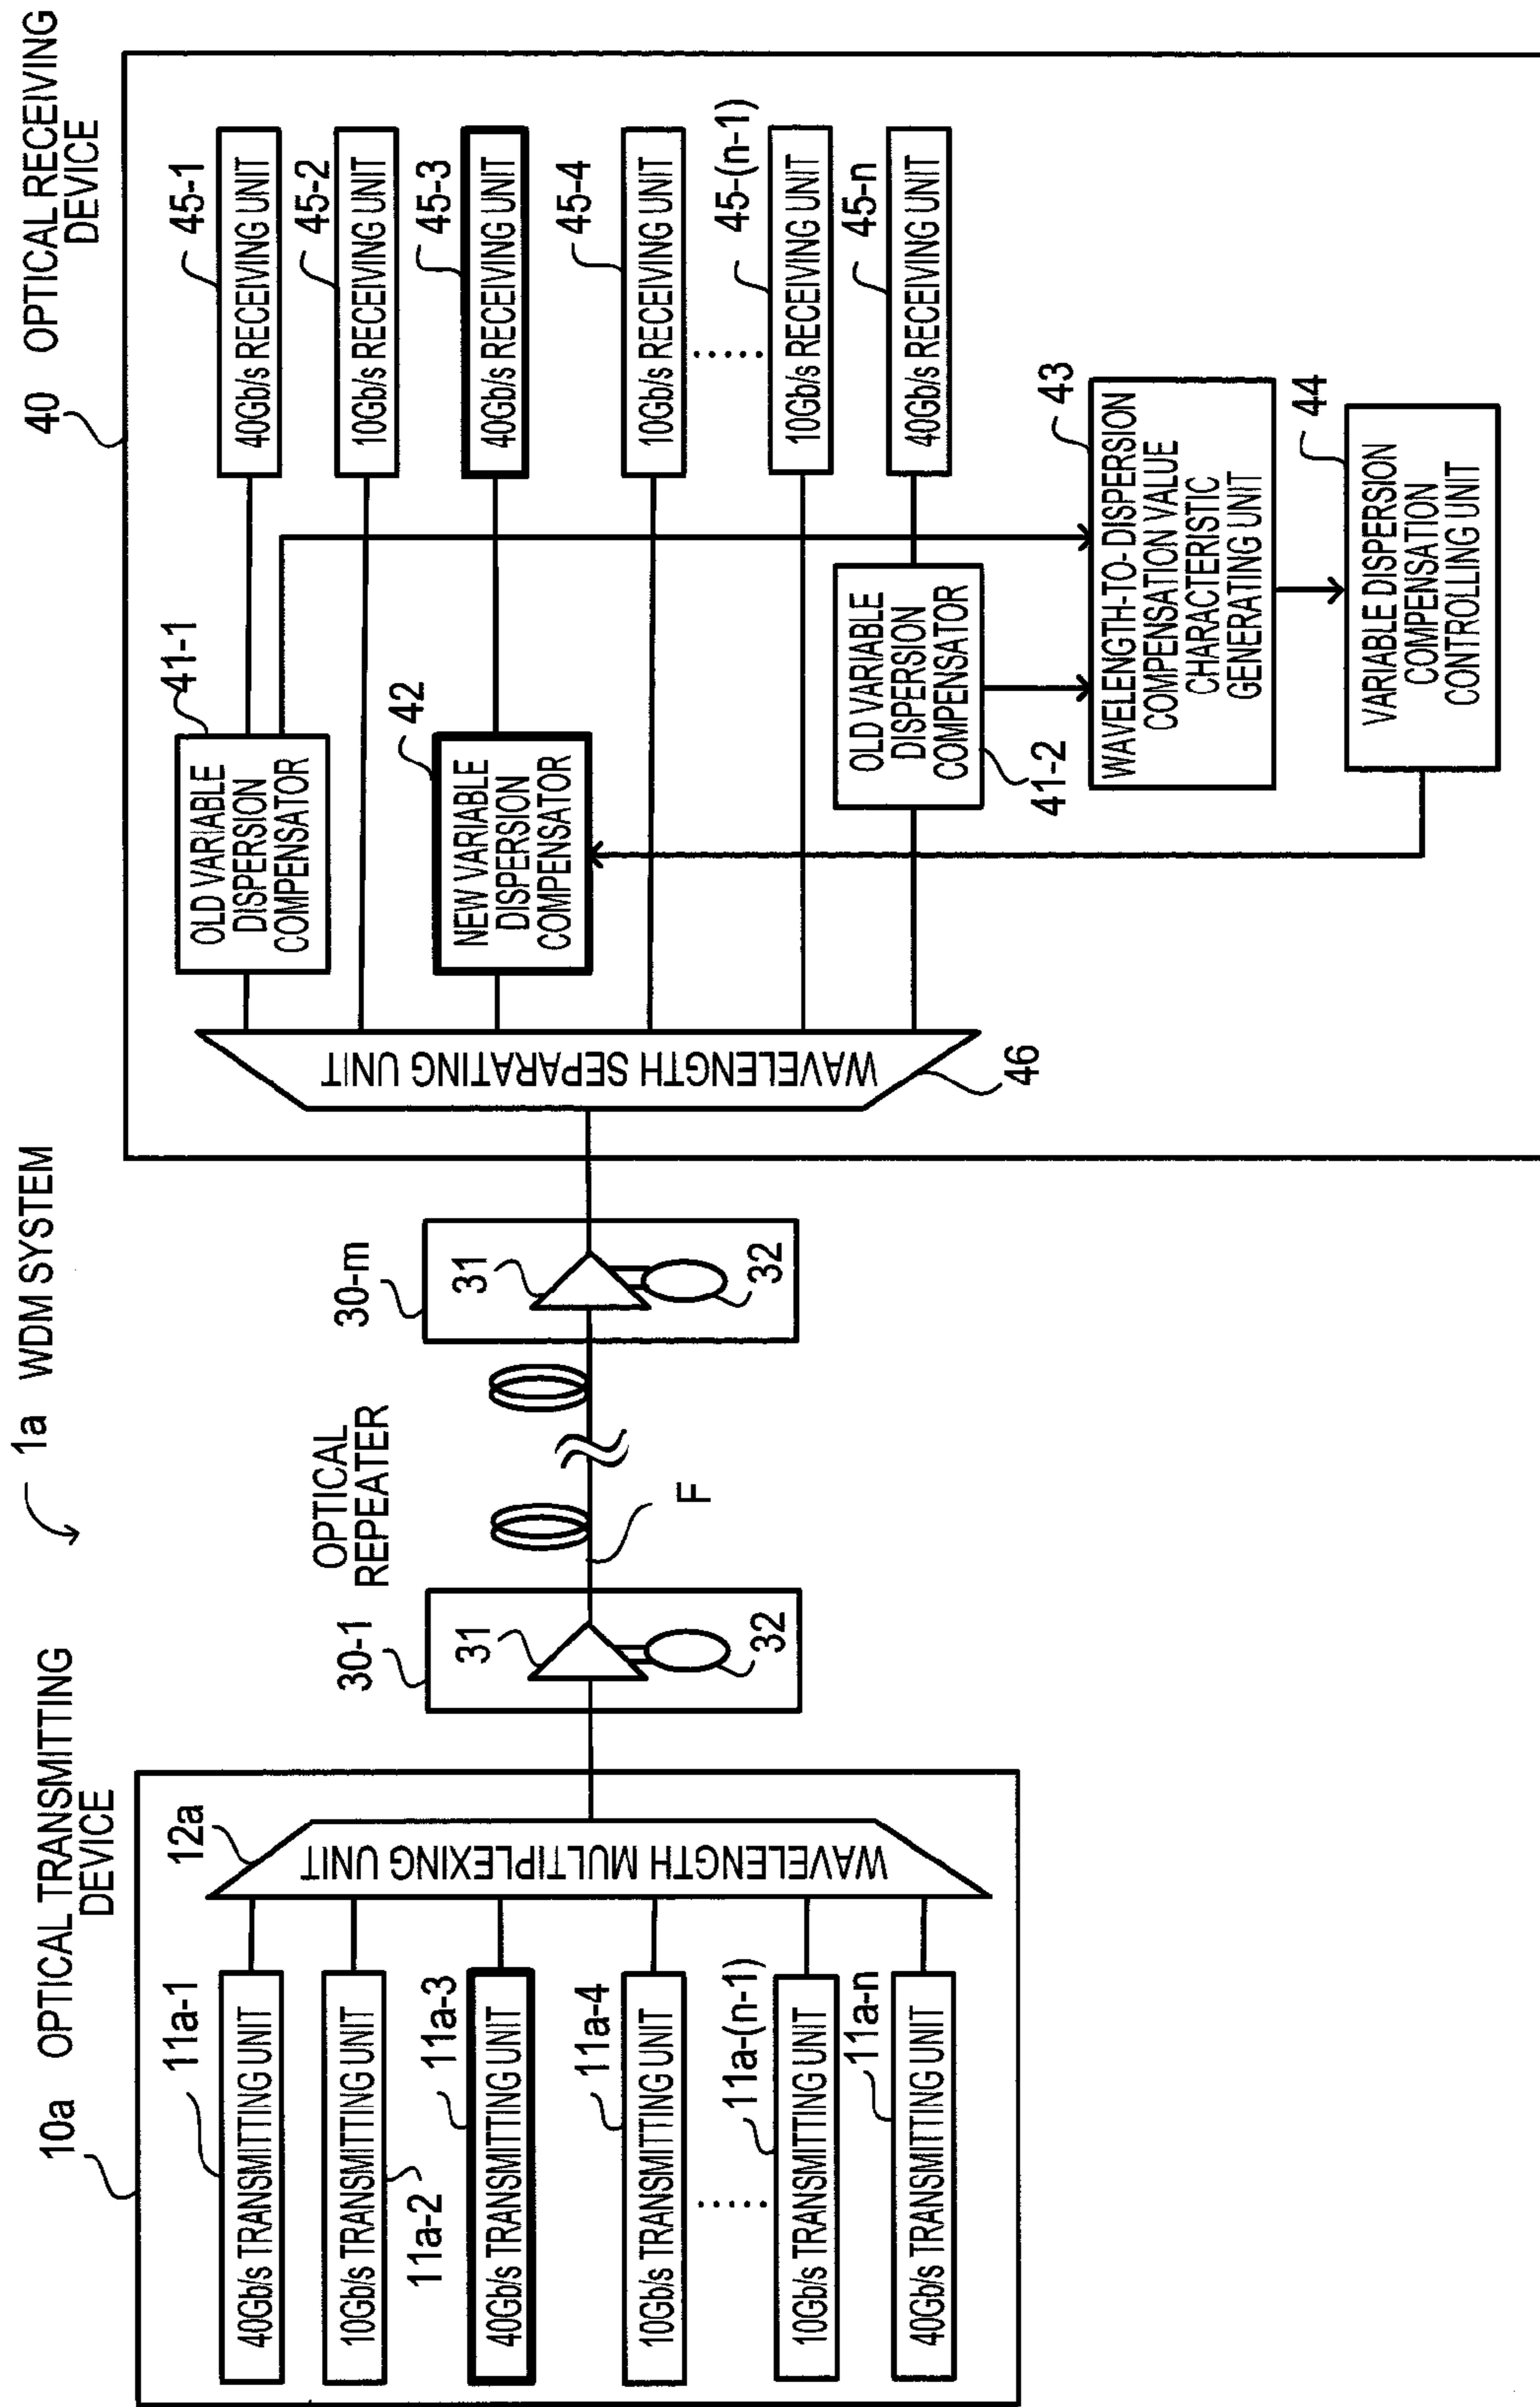 1a WDM SYSTEM
10a OPTICAL TRANSMITTING
DEVICE
11a-1
40Gb/s TRANSMITTING UNIT
10Gb/s TRANSMITTING UNIT
11a-2
11a-3
40Gb/s TRANSMITTING UNIT
11a-4
10Gb/s TRANSMITTING UNIT
......
11a-(n-1)
10Gb/s TRANSMITTING UNIT
11a-n
40Gb/s TRANSMITTING UNIT
12a
WAVELENGTH MULTIPLEXING UNIT
30-1
31
32
OPTICAL
REPEATER
F
30-m
31
32
40 OPTICAL RECEIVING
DEVICE
WAVELENGTH SEPARATING UNIT
46
41-1
OLD VARIABLE
DISPERSION
COMPENSATOR
42
NEW VARIABLE
DISPERSION
COMPENSATOR
OLD VARIABLE
DISPERSION
COMPENSATOR
41-2
45-1
40Gb/s RECEIVING UNIT
45-2
10Gb/s RECEIVING UNIT
45-3
40Gb/s RECEIVING UNIT
45-4
10Gb/s RECEIVING UNIT
......
45-(n-1)
10Gb/s RECEIVING UNIT
45-n
40Gb/s RECEIVING UNIT
43
WAVELENGTH-TO-DISPERSION
COMPENSATION VALUE
CHARACTERISTIC
GENERATING UNIT
44
VARIABLE DISPERSION
COMPENSATION
CONTROLLING UNIT